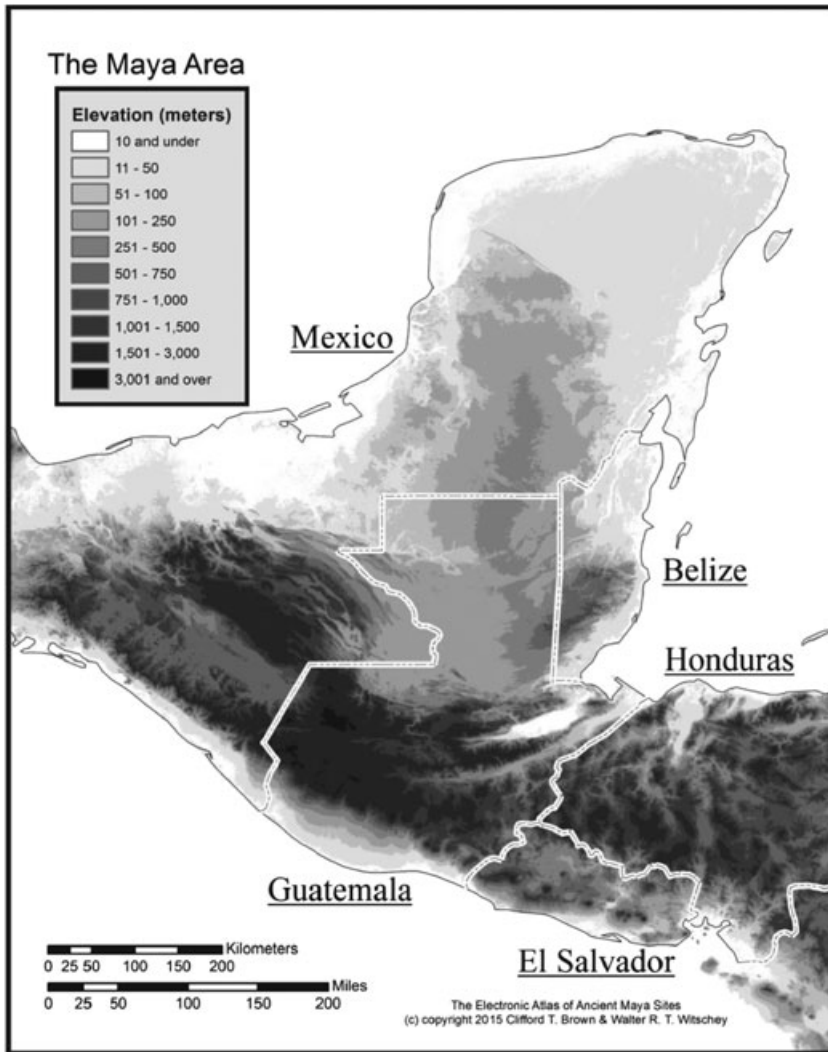 The Maya Area
Elevation (meters)
10 and under
11 - 50
51 - 100
101 - 250
251 - 500
501 - 750
751 - 1,000
1,001 - 1,500
1,501 - 3,000
3,001 and over
Mexico
Belize
Honduras
Guatemala
El Salvador
Kilometers
0 25 50 100 150 200
Miles
0 25 50 100 150 200
The Electronic Atlas of Ancient Maya Sites
(c) copyright 2015 Clifford T. Brown & Walter R. T. Witschey